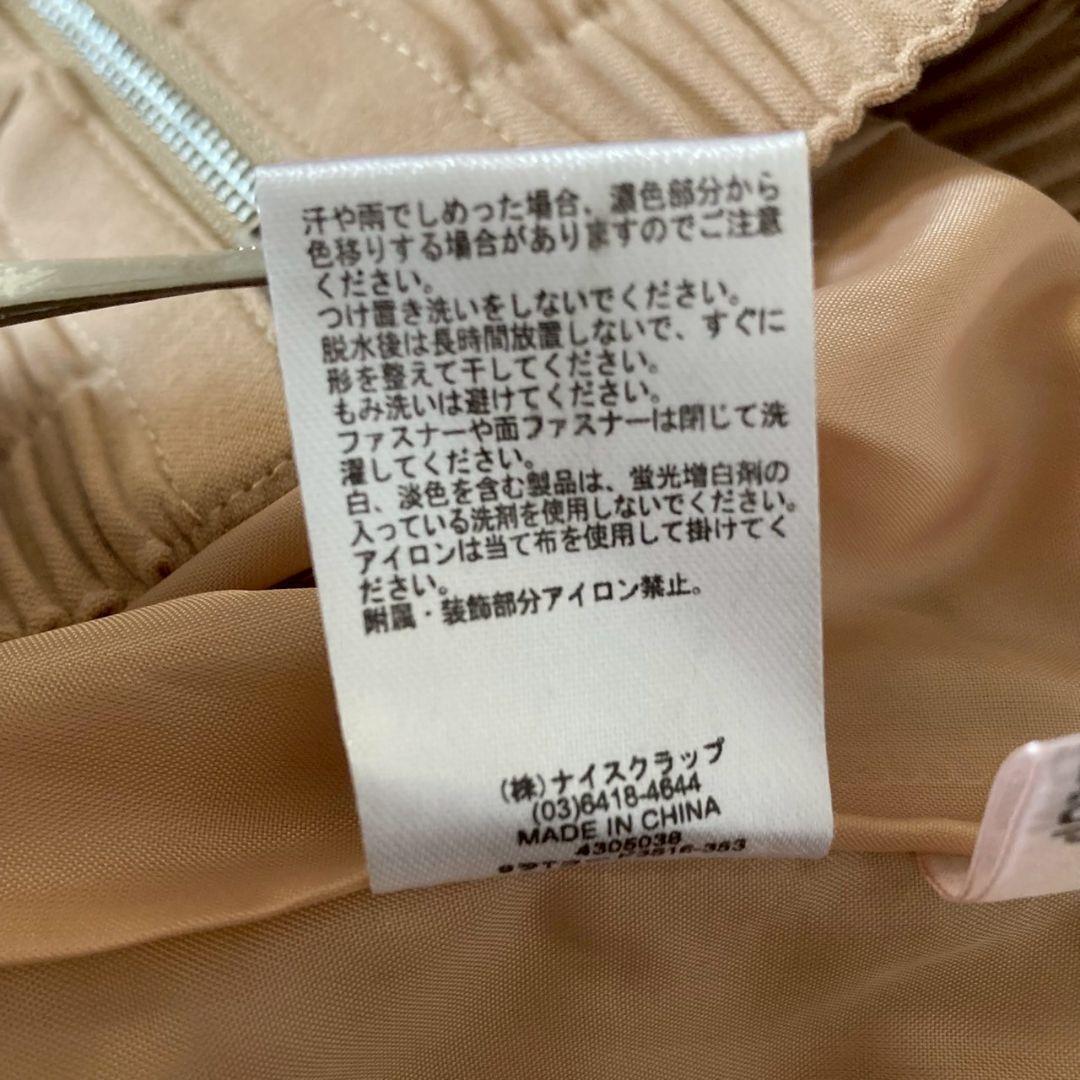 汗や雨でしめった場合、濃色部分から
色移りする場合がありますのでご注意
ください。
つけ置き洗いをしないでください。
脱水後は長時間放置しないで、すぐに
形を整えて干してください。
もみ洗いは避けてください。
ファスナーや面ファスナーは閉じて洗
濯してください。
白、淡色を含む製品は、蛍光増白剤の
入っている洗剤を使用しないでください。
アイロンは当て布を使用して掛けてく
ださい。
附属・装飾部分アイロン禁止。
(株)ナイスクラップ
(03)6418-4644
MADE IN CHINA
4305038